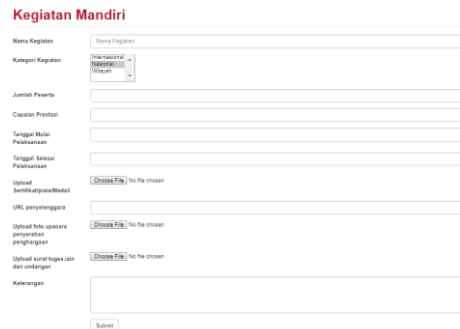 Kegiatan Mandiri
Nama Kegiatan
Nama Kegiatan
Kategori Kegiatan
Internasional
Nasional
Wilayah
Jumlah Peserta
Capaian Prestasi
Tanggal Mulai
Pelaksanaan
Tanggal Selesai
Pelaksanaan
Upload
Sertifikat/piala/Medali
Choose File No file chosen
URL penyelenggara
Upload foto upacara
penyerahan
penghargaan
Choose File No file chosen
Upload surat tugas,izin
dan undangan
Choose File No file chosen
Keterangan
Submit